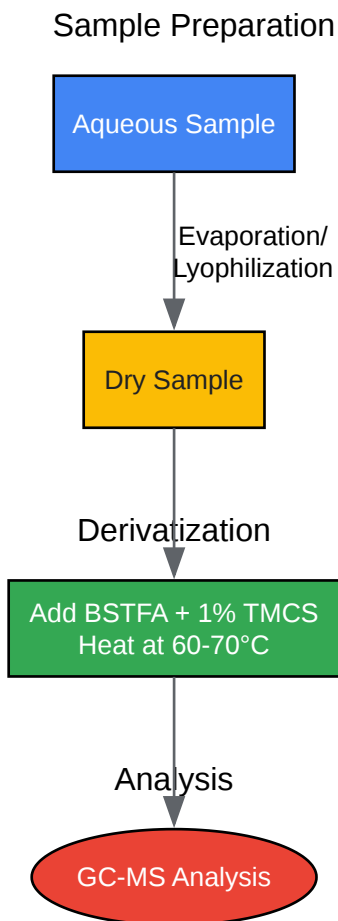 Sample Preparation
Aqueous Sample
Evaporation/
Lyophilization
Dry Sample
Derivatization
Add BSTFA + 1% TMCS
Heat at 60-70°C
Analysis
GC-MS Analysis